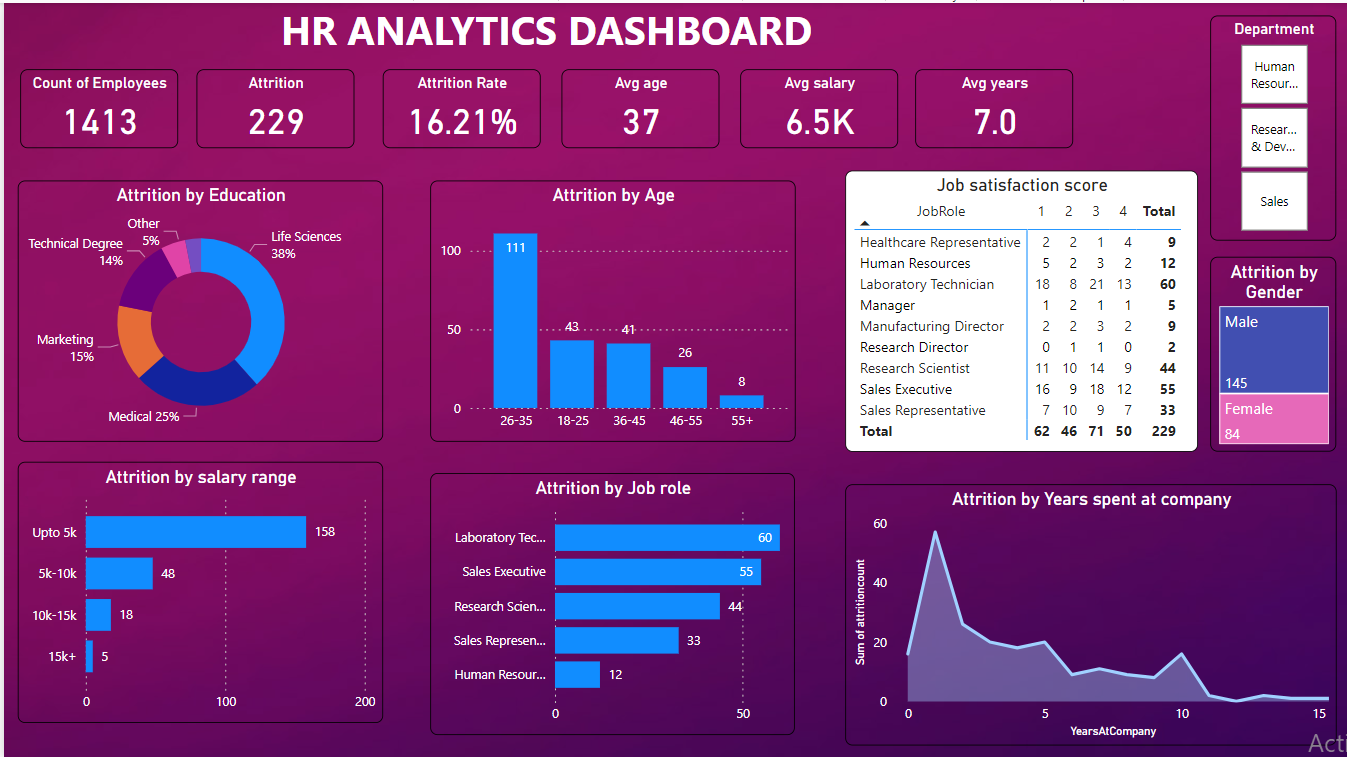 HR ANALYTICS DASHBOARD
Count of Employees
1413
Attrition
229
Attrition Rate
16.21%
Avg age
37
Avg salary
6.5K
Avg years
7.0
Department
Human
Resour...
Resear...
& Dev...
Sales
Attrition by Education
Other
5%
Technical Degree
14%
Life Sciences
38%
Marketing
15%
Medical 25%
Attrition by Age
100
50
0
111
43
41
26
8
26-35 18-25 36-45 46-55 55+
Job satisfaction score
JobRole 1 2 3 4 Total
Healthcare Representative 2 2 1 4 9
Human Resources 5 2 3 2 12
Laboratory Technician 18 8 21 13 60
Manager 1 2 1 1 5
Manufacturing Director 2 2 3 2 9
Research Director 0 1 1 0 2
Research Scientist 11 10 14 9 44
Sales Executive 16 9 18 12 55
Sales Representative 7 10 9 7 33
Total 62 46 71 50 229
Attrition by
Gender
Male
145
Female
84
Attrition by salary range
Upto 5k 158
5k-10k 48
10k-15k 18
15k+ 5
0 100 200
Attrition by Job role
Laboratory Tec... 60
Sales Executive 55
Research Scien... 44
Sales Represen... 33
Human Resour... 12
0 50
Attrition by Years spent at company
Sum of attritioncount
60
40
20
0
0 5 10 15
YearsAtCompany
Acti